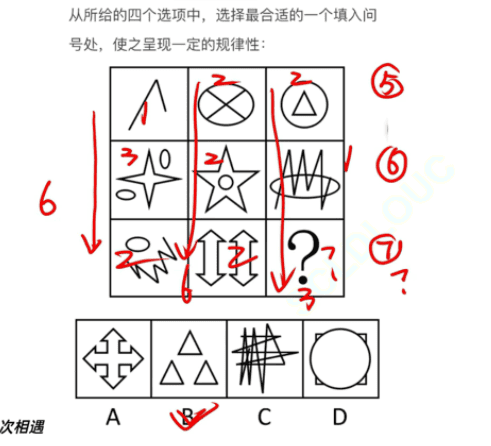 从所给的四个选项中，选择最合适的一个填入问
号处，使之呈现一定的规律性：
1 2 2 ⑤
3 2 1 ⑥
6
2 2 ? ? ⑦
6 3 ?
A B C D
次相遇